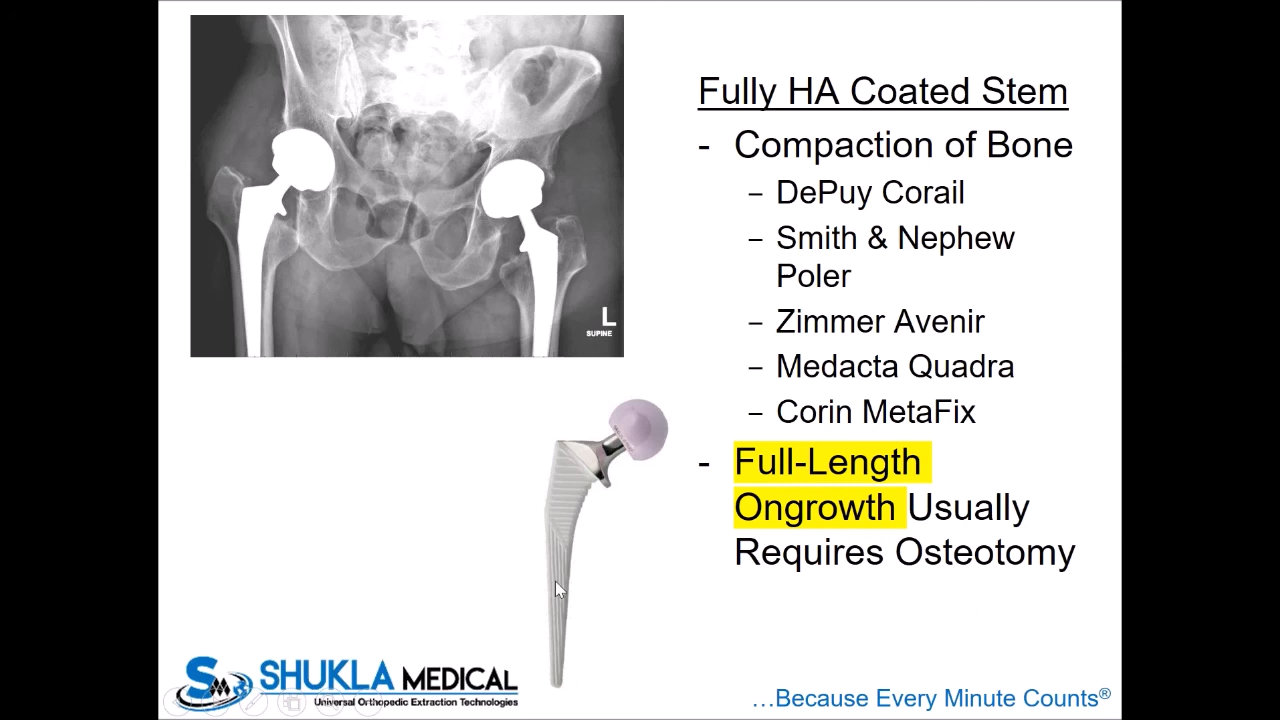 Fully HA Coated Stem
- Compaction of Bone
– DePuy Corail
– Smith & Nephew
Poler
– Zimmer Avenir
– Medacta Quadra
– Corin MetaFix
- Full-Length
Ongrowth Usually
Requires Osteotomy
L
SUPINE
SM
SHUKLA MEDICAL
Universal Orthopedic Extraction Technologies
...Because Every Minute Counts®